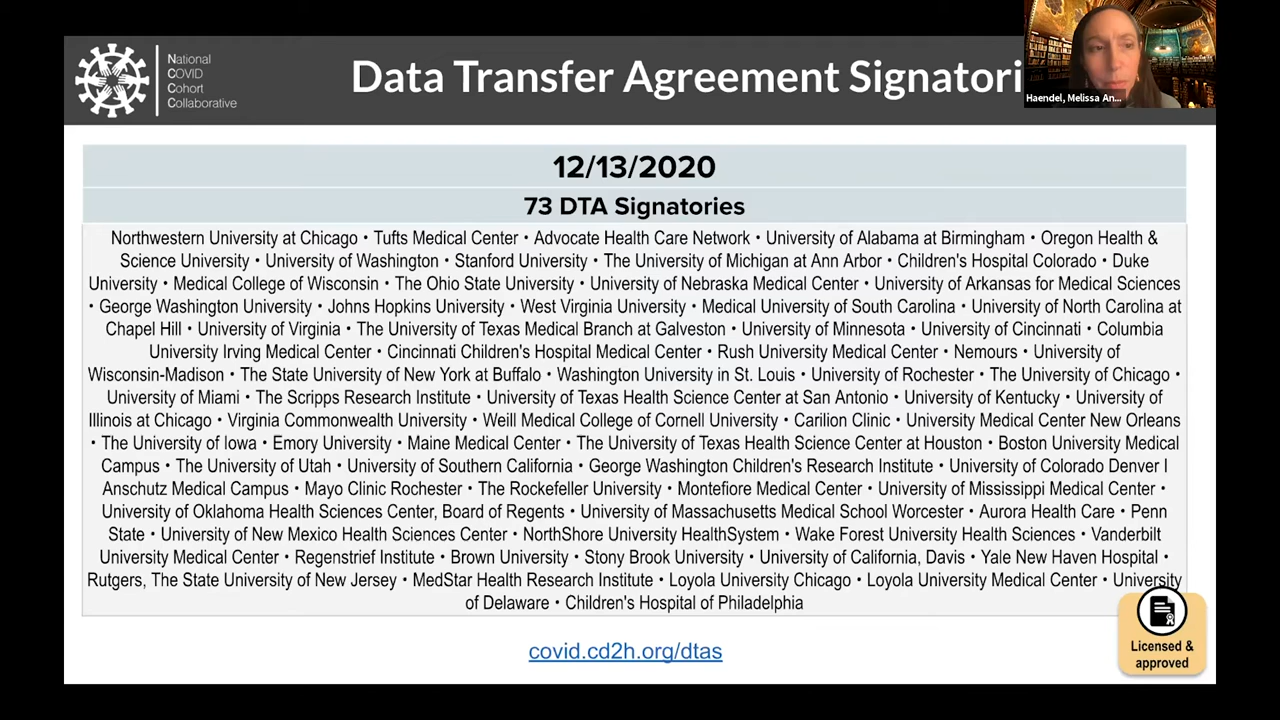 National
COVID
Cohort
Collaborative
Data Transfer Agreement Signatori
Haendel, Melissa An...
12/13/2020
73 DTA Signatories
Northwestern University at Chicago • Tufts Medical Center • Advocate Health Care Network • University of Alabama at Birmingham • Oregon Health &
Science University • University of Washington • Stanford University • The University of Michigan at Ann Arbor • Children's Hospital Colorado • Duke
University • Medical College of Wisconsin • The Ohio State University • University of Nebraska Medical Center • University of Arkansas for Medical Sciences
• George Washington University • Johns Hopkins University • West Virginia University • Medical University of South Carolina • University of North Carolina at
Chapel Hill • University of Virginia • The University of Texas Medical Branch at Galveston • University of Minnesota • University of Cincinnati • Columbia
University Irving Medical Center • Cincinnati Children's Hospital Medical Center • Rush University Medical Center • Nemours • University of
Wisconsin-Madison • The State University of New York at Buffalo • Washington University in St. Louis • University of Rochester • The University of Chicago •
University of Miami • The Scripps Research Institute • University of Texas Health Science Center at San Antonio • University of Kentucky • University of
Illinois at Chicago • Virginia Commonwealth University • Weill Medical College of Cornell University • Carilion Clinic • University Medical Center New Orleans
• The University of Iowa • Emory University • Maine Medical Center • The University of Texas Health Science Center at Houston • Boston University Medical
Campus • The University of Utah • University of Southern California • George Washington Children's Research Institute • University of Colorado Denver I
Anschutz Medical Campus • Mayo Clinic Rochester • The Rockefeller University • Montefiore Medical Center • University of Mississippi Medical Center •
University of Oklahoma Health Sciences Center, Board of Regents • University of Massachusetts Medical School Worcester • Aurora Health Care • Penn
State • University of New Mexico Health Sciences Center • NorthShore University HealthSystem • Wake Forest University Health Sciences • Vanderbilt
University Medical Center • Regenstrief Institute • Brown University • Stony Brook University • University of California, Davis • Yale New Haven Hospital •
Rutgers, The State University of New Jersey • MedStar Health Research Institute • Loyola University Chicago • Loyola University Medical Center • University
of Delaware • Children's Hospital of Philadelphia
covid.cd2h.org/dtas
Licensed &
approved